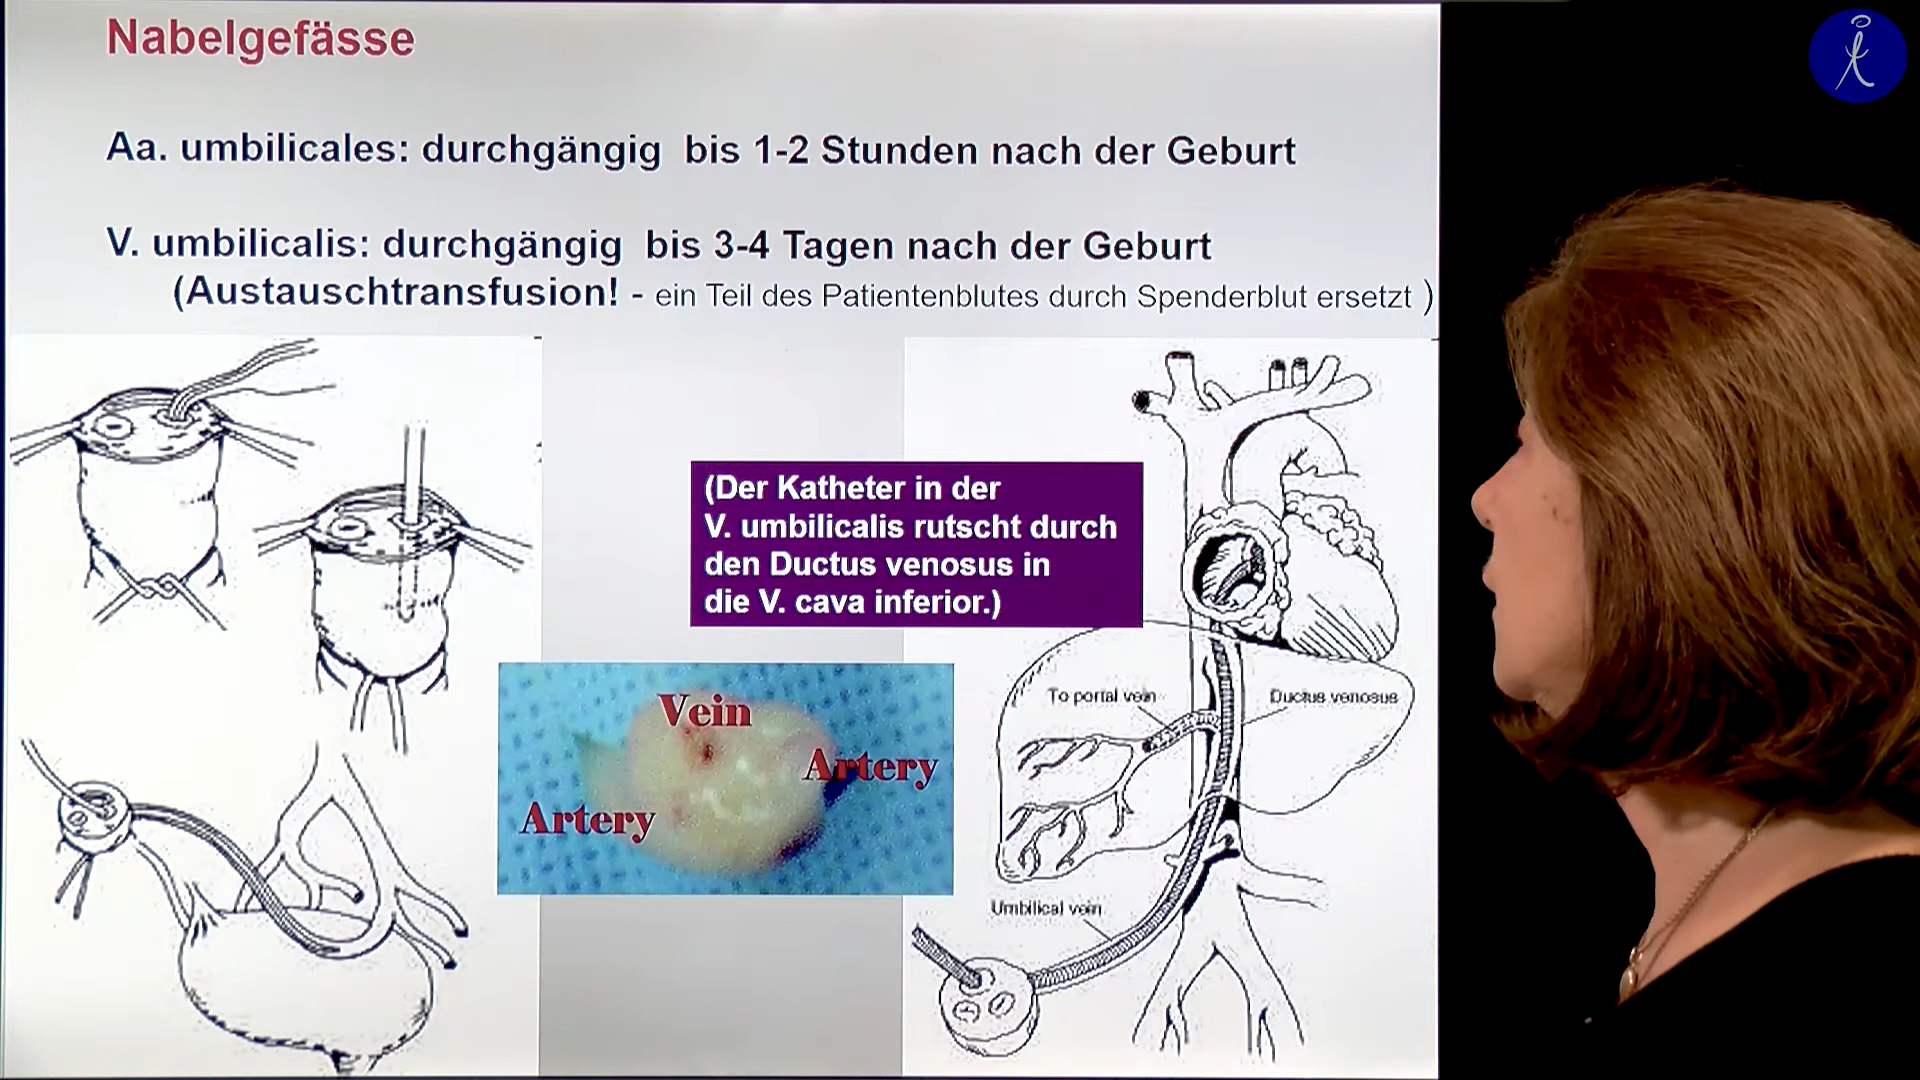 Nabelgefässe
Aa. umbilicales: durchgängig bis 1-2 Stunden nach der Geburt
V. umbilicalis: durchgängig bis 3-4 Tagen nach der Geburt
(Austauschtransfusion! - ein Teil des Patientenblutes durch Spenderblut ersetzt )
(Der Katheter in der
V. umbilicalis rutscht durch
den Ductus venosus in
die V. cava inferior.)
Vein
Artery
Artery
To portal vein
Ductus venosus
Umbilical vein